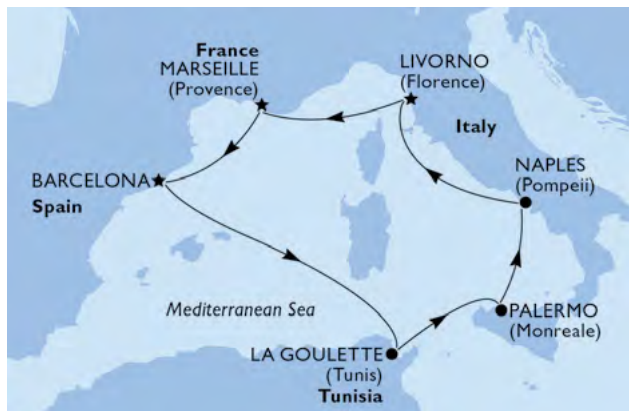 France
MARSEILLE
(Provence)
LIVORNO
(Florence)
Italy
BARCELONA
Spain
NAPLES
(Pompeii)
Mediterranean Sea
PALERMO
(Monreale)
LA GOULETTE
(Tunis)
Tunisia